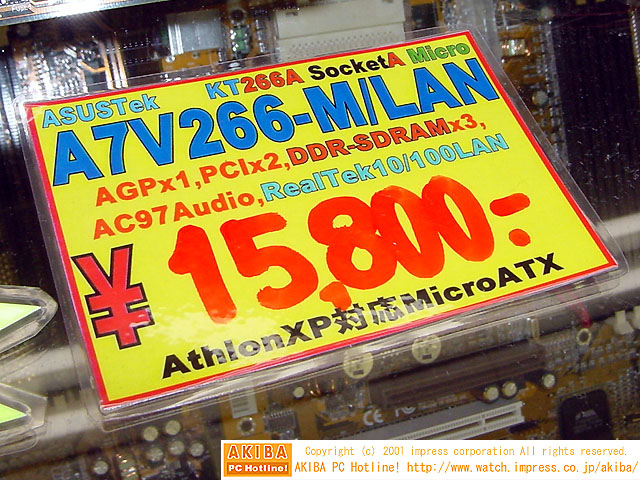 ASUSTek KT266A SocketA Micro
A7V266-M/LAN
AGPx1,PCIx2,DDR-SDRAMx3,
AC97Audio,RealTek10/100LAN
¥15,800-
AthlonXP対応MicroATX
AKIBA
PC Hotline!
Copyright (c) 2001 impress corporation All rights reserved.
AKIBA PC Hotline! http://www.watch.impress.co.jp/akiba/